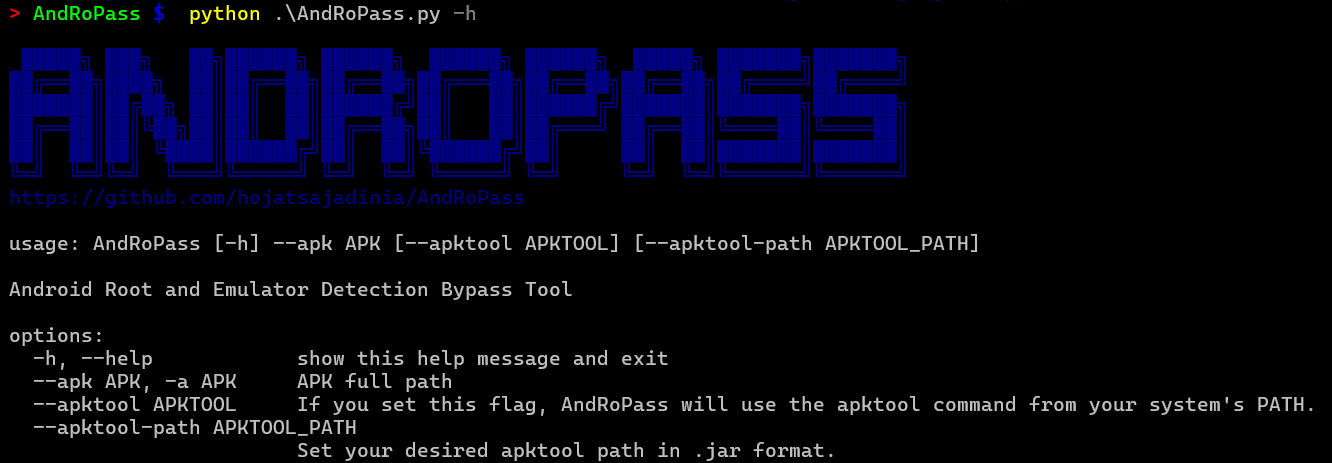 > AndRoPass $  python .\AndRoPass.py -h
ANDROPASS
https://github.com/hojatsajadinia/AndRoPass
usage: AndRoPass [-h] --apk APK [--apktool APKTOOL] [--apktool-path APKTOOL_PATH]
Android Root and Emulator Detection Bypass Tool
options:
  -h, --help            show this help message and exit
  --apk APK, -a APK     APK full path
  --apktool APKTOOL     If you set this flag, AndRoPass will use the apktool command from your system's PATH.
  --apktool-path APKTOOL_PATH
                        Set your desired apktool path in .jar format.